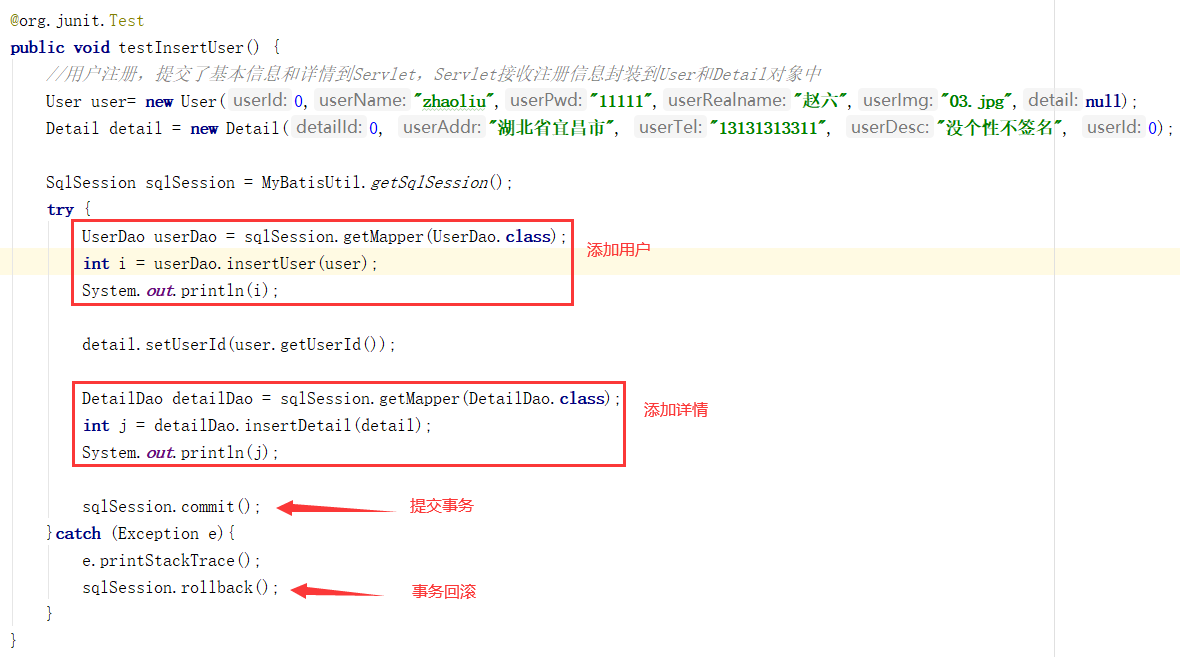 @org.junit.Test
public void testInsertUser() {
//用户注册，提交了基本信息和详情到Servlet，Servlet接收注册信息封装到User和Detail对象中
User user= new User( userId: 0, userName: "zhaoliu", userPwd: "11111", userRealname: "赵六", userImg: "03.jpg", detail: null);
Detail detail = new Detail( detailId: 0, userAddr: "湖北省宜昌市", userTel: "13131313311", userDesc: "没个性不签名", userId: 0);
SqlSession sqlSession = MyBatisUtil.getSqlSession();
try {
UserDao userDao = sqlSession.getMapper(UserDao.class);
添加用户
int i = userDao.insertUser(user);
System.out.println(i);
detail.setUserId(user.getUserId());
DetailDao detailDao = sqlSession.getMapper(DetailDao.class);
添加详情
int j = detailDao.insertDetail(detail);
System.out.println(j);
sqlSession.commit(); 提交事务
}catch (Exception e){
e.printStackTrace();
sqlSession.rollback(); 事务回滚
}
}